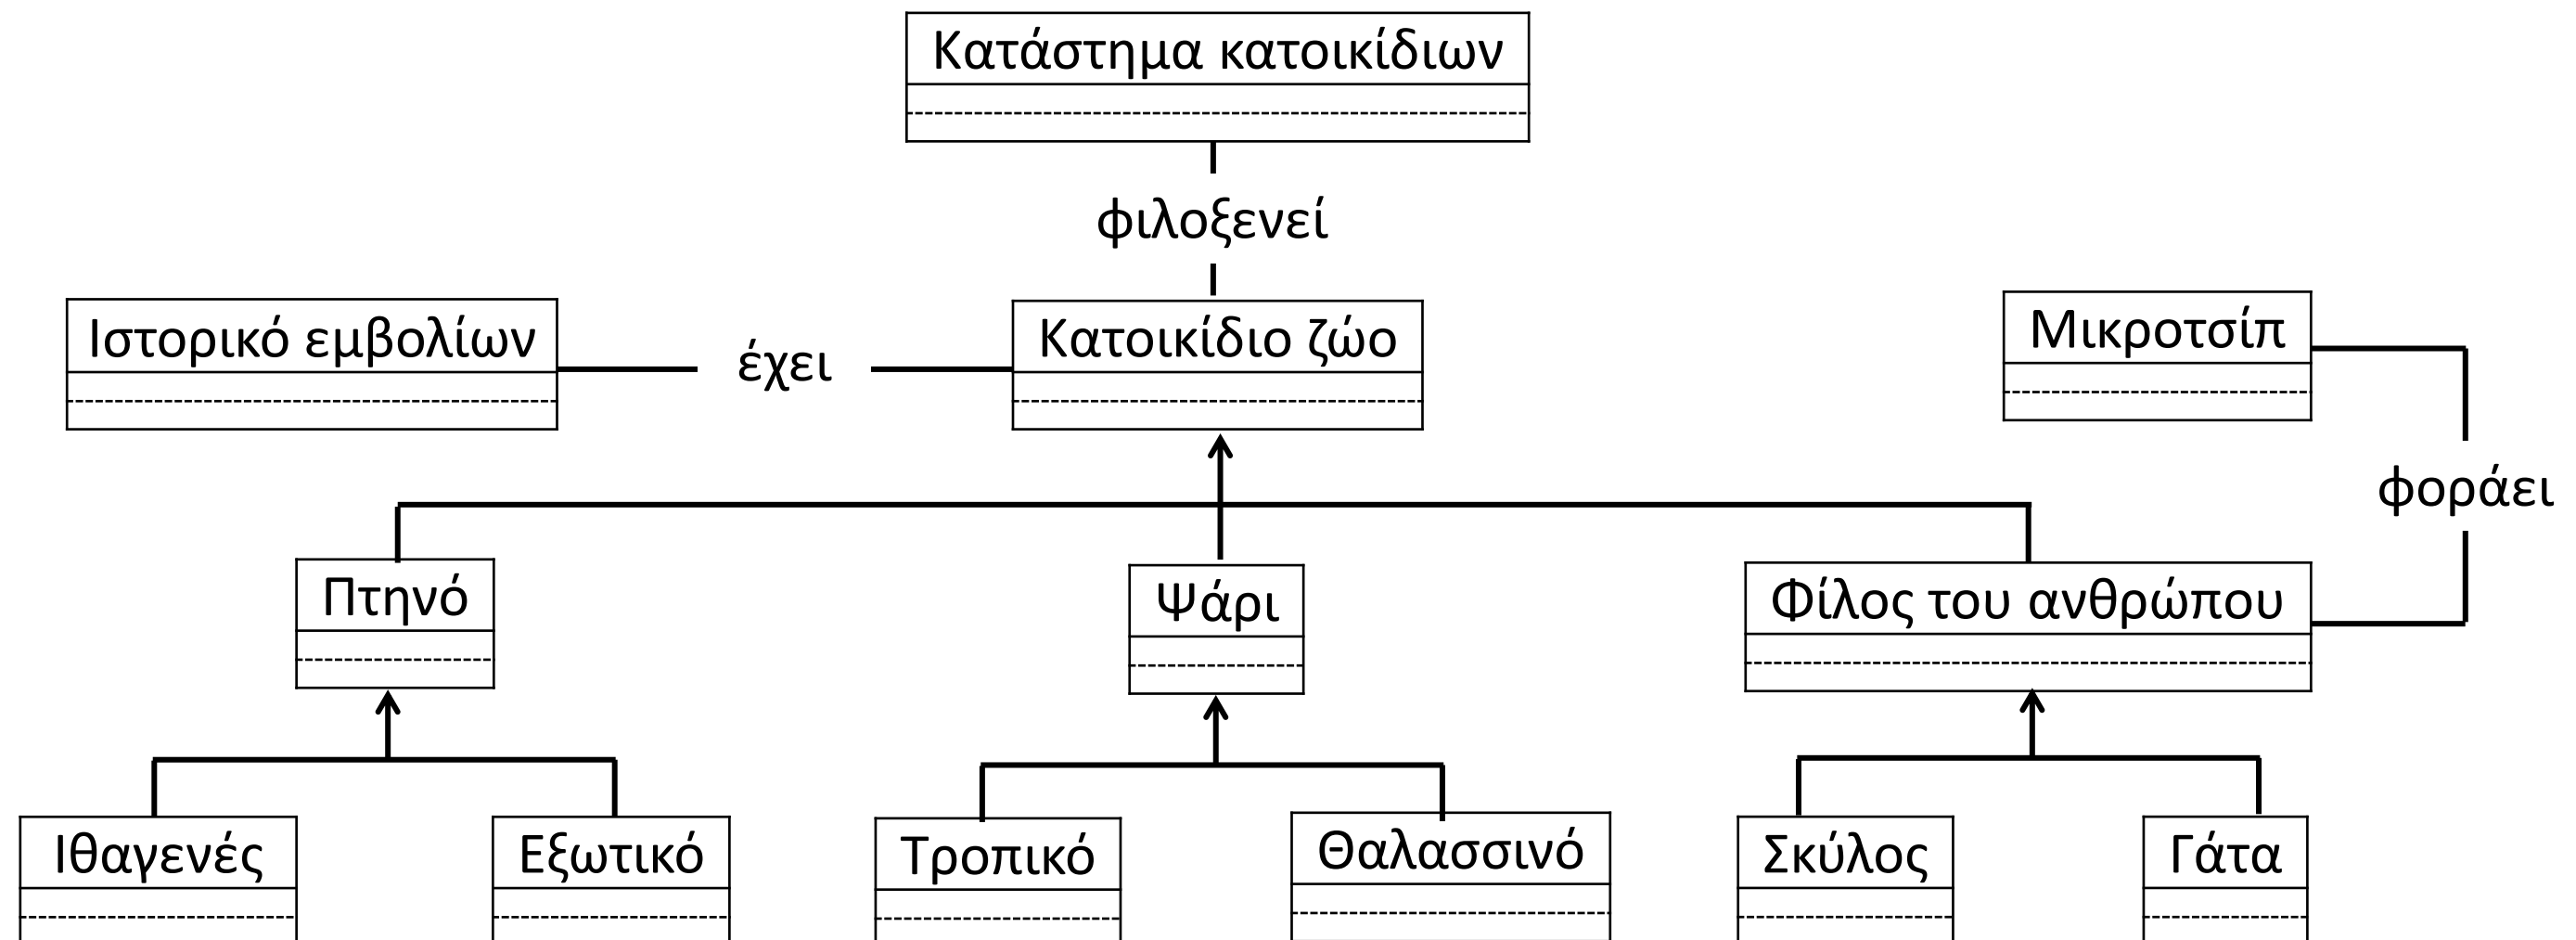 Κατάστημα κατοικίδιων
φιλοξενεί
Ιστορικό εμβολίων
έχει
Κατοικίδιο ζώο
Μικροτσίπ
φοράει
Πτηνό
Ψάρι
Φίλος του ανθρώπου
Ιθαγενές
Εξωτικό
Τροπικό
Θαλασσινό
Σκύλος
Γάτα